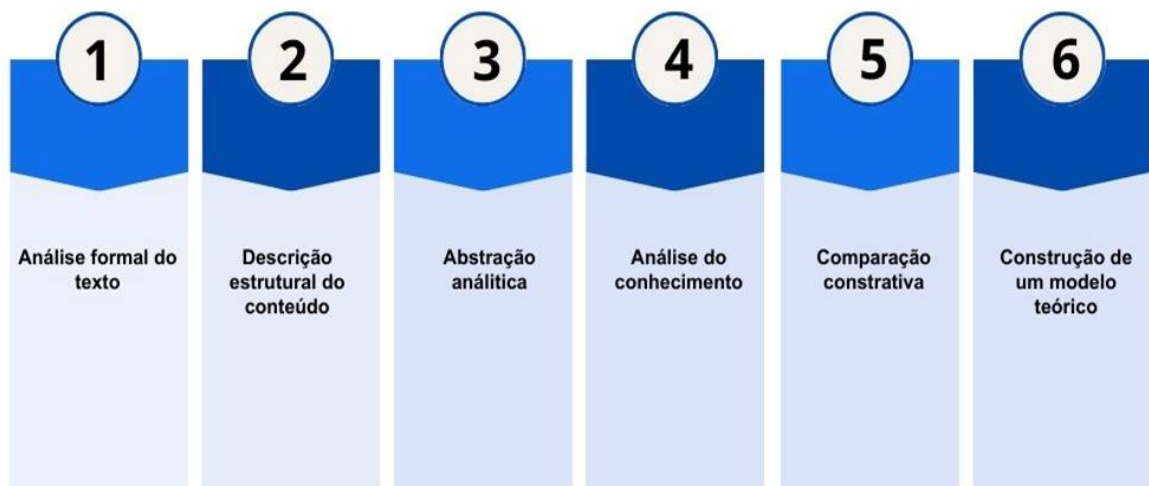 1
Análise formal do
texto
2
Descrição
estrutural do
conteúdo
3
Abstração
análitica
4
Análise do
conhecimento
5
Comparação
constrativa
6
Construção de
um modelo
teórico